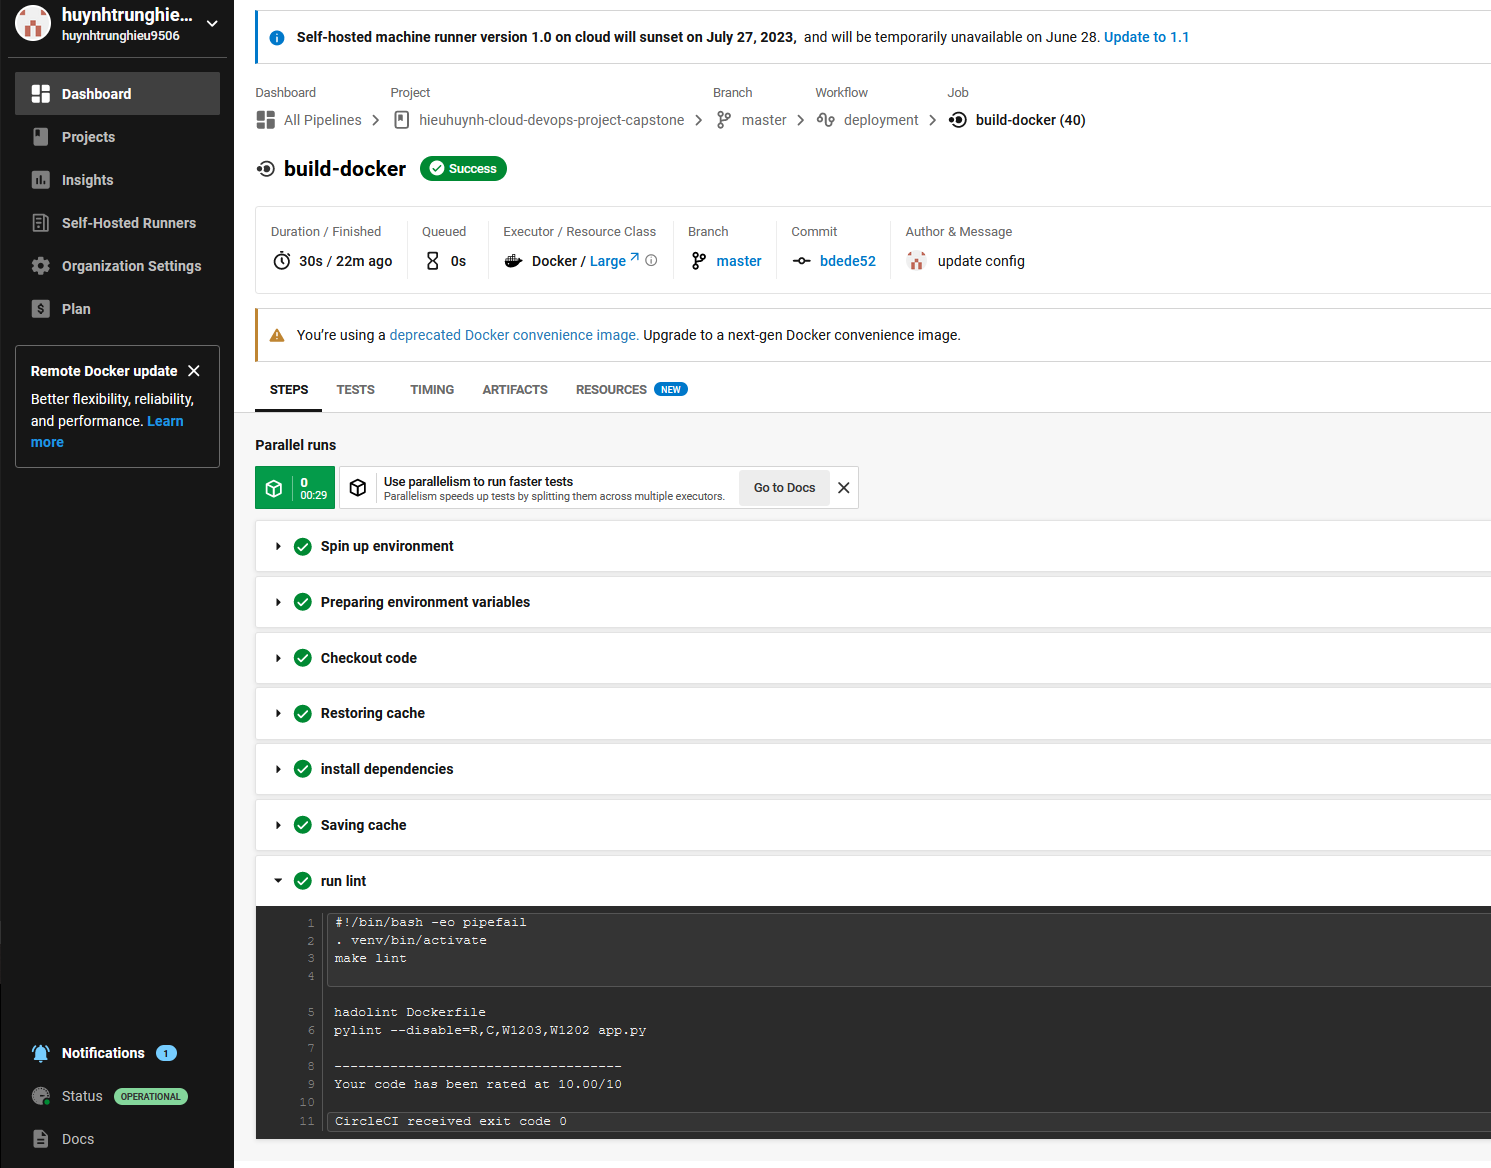 huynhtrunghie...
huynhtrunghieu9506
Dashboard
Projects
Insights
Self-Hosted Runners
Organization Settings
Plan
Remote Docker update
Better flexibility, reliability,
and performance. Learn
more
Notifications 1
Status OPERATIONAL
Docs
Self-hosted machine runner version 1.0 on cloud will sunset on July 27, 2023, and will be temporarily unavailable on June 28. Update to 1.1
Dashboard Project Branch Workflow Job
All Pipelines hieuhuynh-cloud-devops-project-capstone master deployment build-docker (40)
build-docker Success
Duration / Finished Queued Executor / Resource Class Branch Commit Author & Message
30s / 22m ago 0s Docker / Large master bdede52 update config
You're using a deprecated Docker convenience image. Upgrade to a next-gen Docker convenience image.
STEPS TESTS TIMING ARTIFACTS RESOURCES NEW
Parallel runs
0
00:29
Use parallelism to run faster tests
Parallelism speeds up tests by splitting them across multiple executors.
Go to Docs
Spin up environment
Preparing environment variables
Checkout code
Restoring cache
install dependencies
Saving cache
run lint
1 #!/bin/bash -eo pipefail
2 . venv/bin/activate
3 make lint
4
5 hadolint Dockerfile
6 pylint --disable=R,C,W1203,W1202 app.py
7
8 ------------------------------------
9 Your code has been rated at 10.00/10
10
11 CircleCI received exit code 0